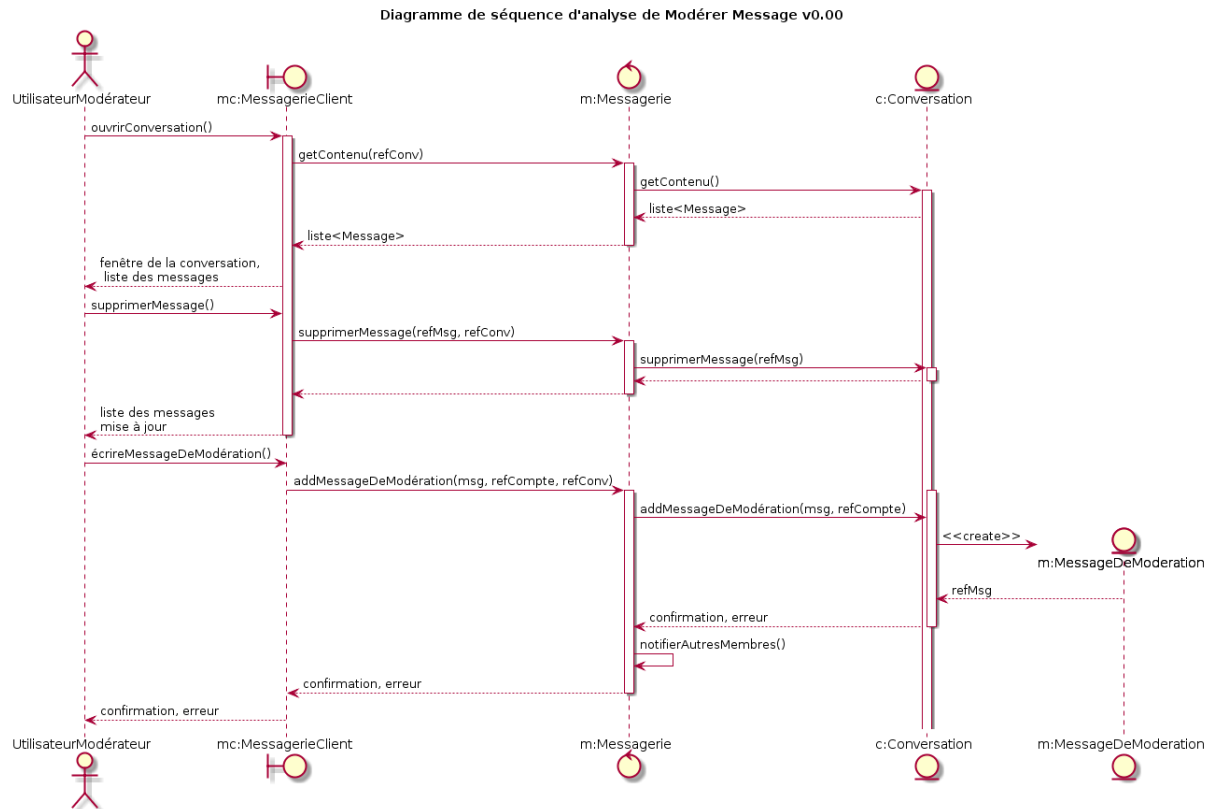 Diagramme de séquence d'analyse de Modérer Message v0.00
UtilisateurModérateur
mc:MessagerieClient
m:Messagerie
c:Conversation
ouvrirConversation()
getContenu(refConv)
getContenu()
liste<Message>
liste<Message>
fenêtre de la conversation,
liste des messages
supprimerMessage()
supprimerMessage(refMsg, refConv)
supprimerMessage(refMsg)
liste des messages
mise à jour
écrireMessageDeModération()
addMessageDeModération(msg, refCompte, refConv)
addMessageDeModération(msg, refCompte)
<<create>>
m:MessageDeModeration
refMsg
confirmation, erreur
notifierAutresMembres()
confirmation, erreur
confirmation, erreur
UtilisateurModérateur
mc:MessagerieClient
m:Messagerie
c:Conversation
m:MessageDeModeration